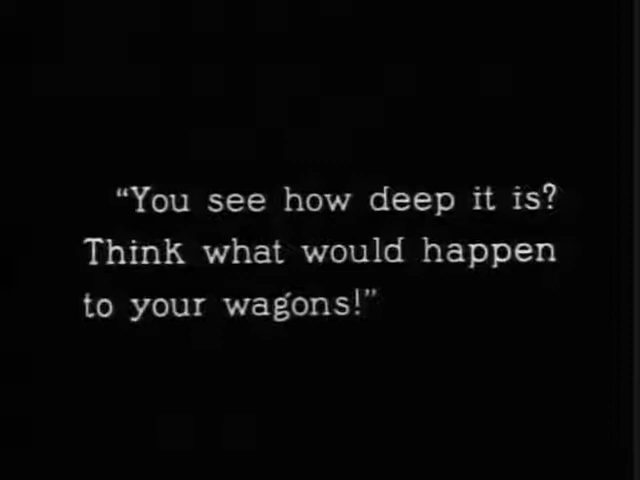 “You see how deep it is?
Think what would happen
to your wagons!”